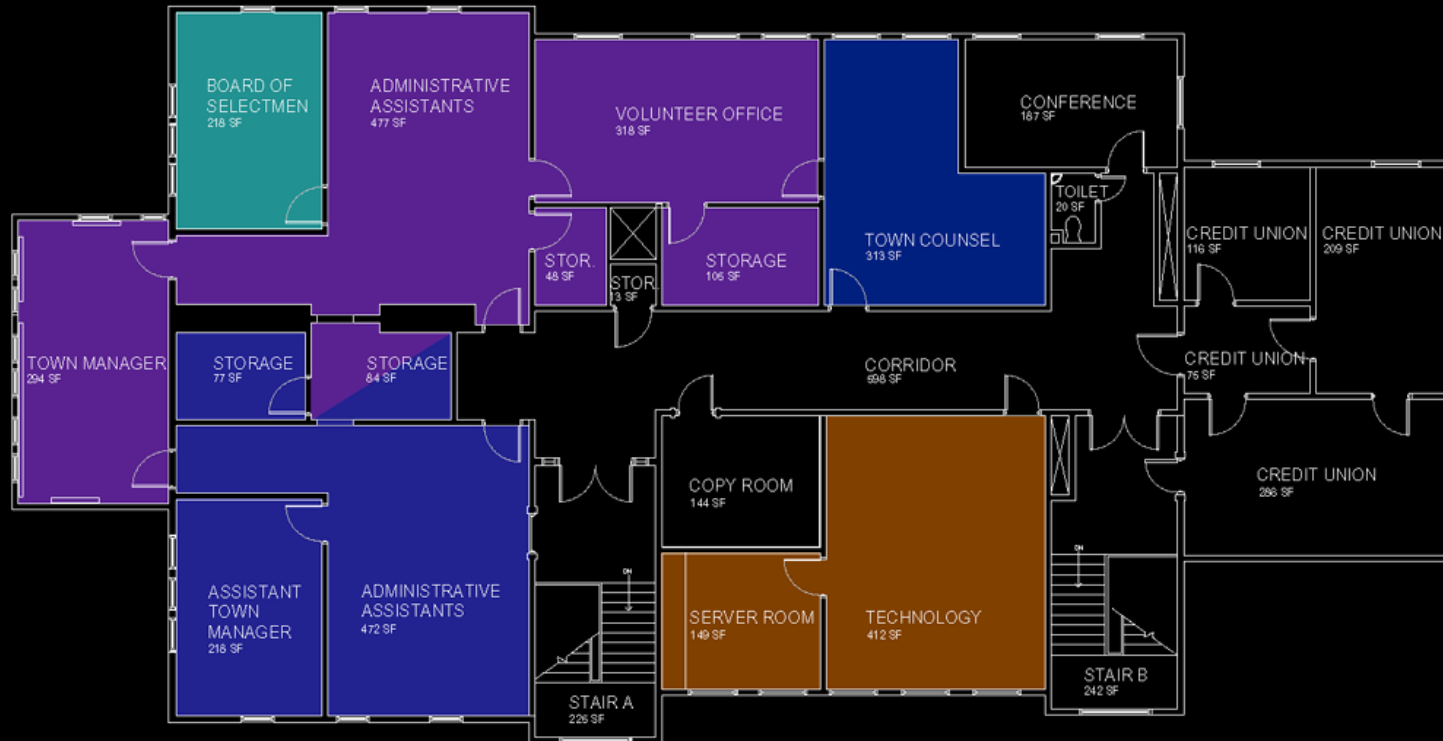 BOARD OF
SELECTMEN
218 SF
ADMINISTRATIVE
ASSISTANTS
477 SF
VOLUNTEER OFFICE
318 SF
CONFERENCE
187 SF
TOILET
20 SF
TOWN COUNSEL
313 SF
CREDIT UNION
116 SF
CREDIT UNION
209 SF
STOR.
48 SF
STOR.
13 SF
STORAGE
106 SF
TOWN MANAGER
294 SF
STORAGE
77 SF
STORAGE
84 SF
CORRIDOR
598 SF
CREDIT UNION
75 SF
COPY ROOM
144 SF
CREDIT UNION
286 SF
ASSISTANT
TOWN
MANAGER
218 SF
ADMINISTRATIVE
ASSISTANTS
472 SF
DN
SERVER ROOM
149 SF
TECHNOLOGY
412 SF
DN
STAIR A
226 SF
STAIR B
242 SF